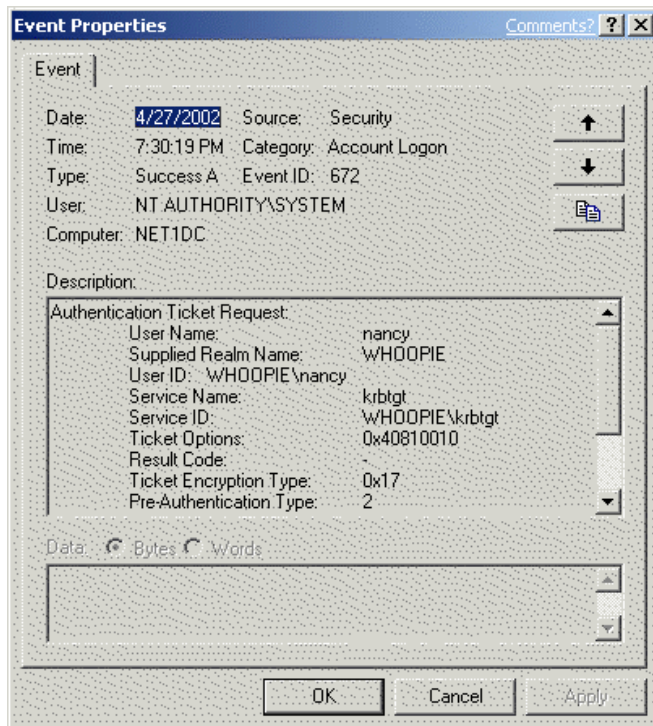 Event Properties Comments? ? X
Event
Date: 4/27/2002 Source: Security
Time: 7:30:19 PM Category: Account Logon
Type: Success A Event ID: 672
User: NT AUTHORITY\SYSTEM
Computer: NET1DC
Description:
Authentication Ticket Request:
User Name: nancy
Supplied Realm Name: WHOOPIE
User ID: WHOOPIE\nancy
Service Name: krbtgt
Service ID: WHOOPIE\krbtgt
Ticket Options: 0x40810010
Result Code: -
Ticket Encryption Type: 0x17
Pre-Authentication Type: 2
Data: Bytes Words
OK Cancel Apply